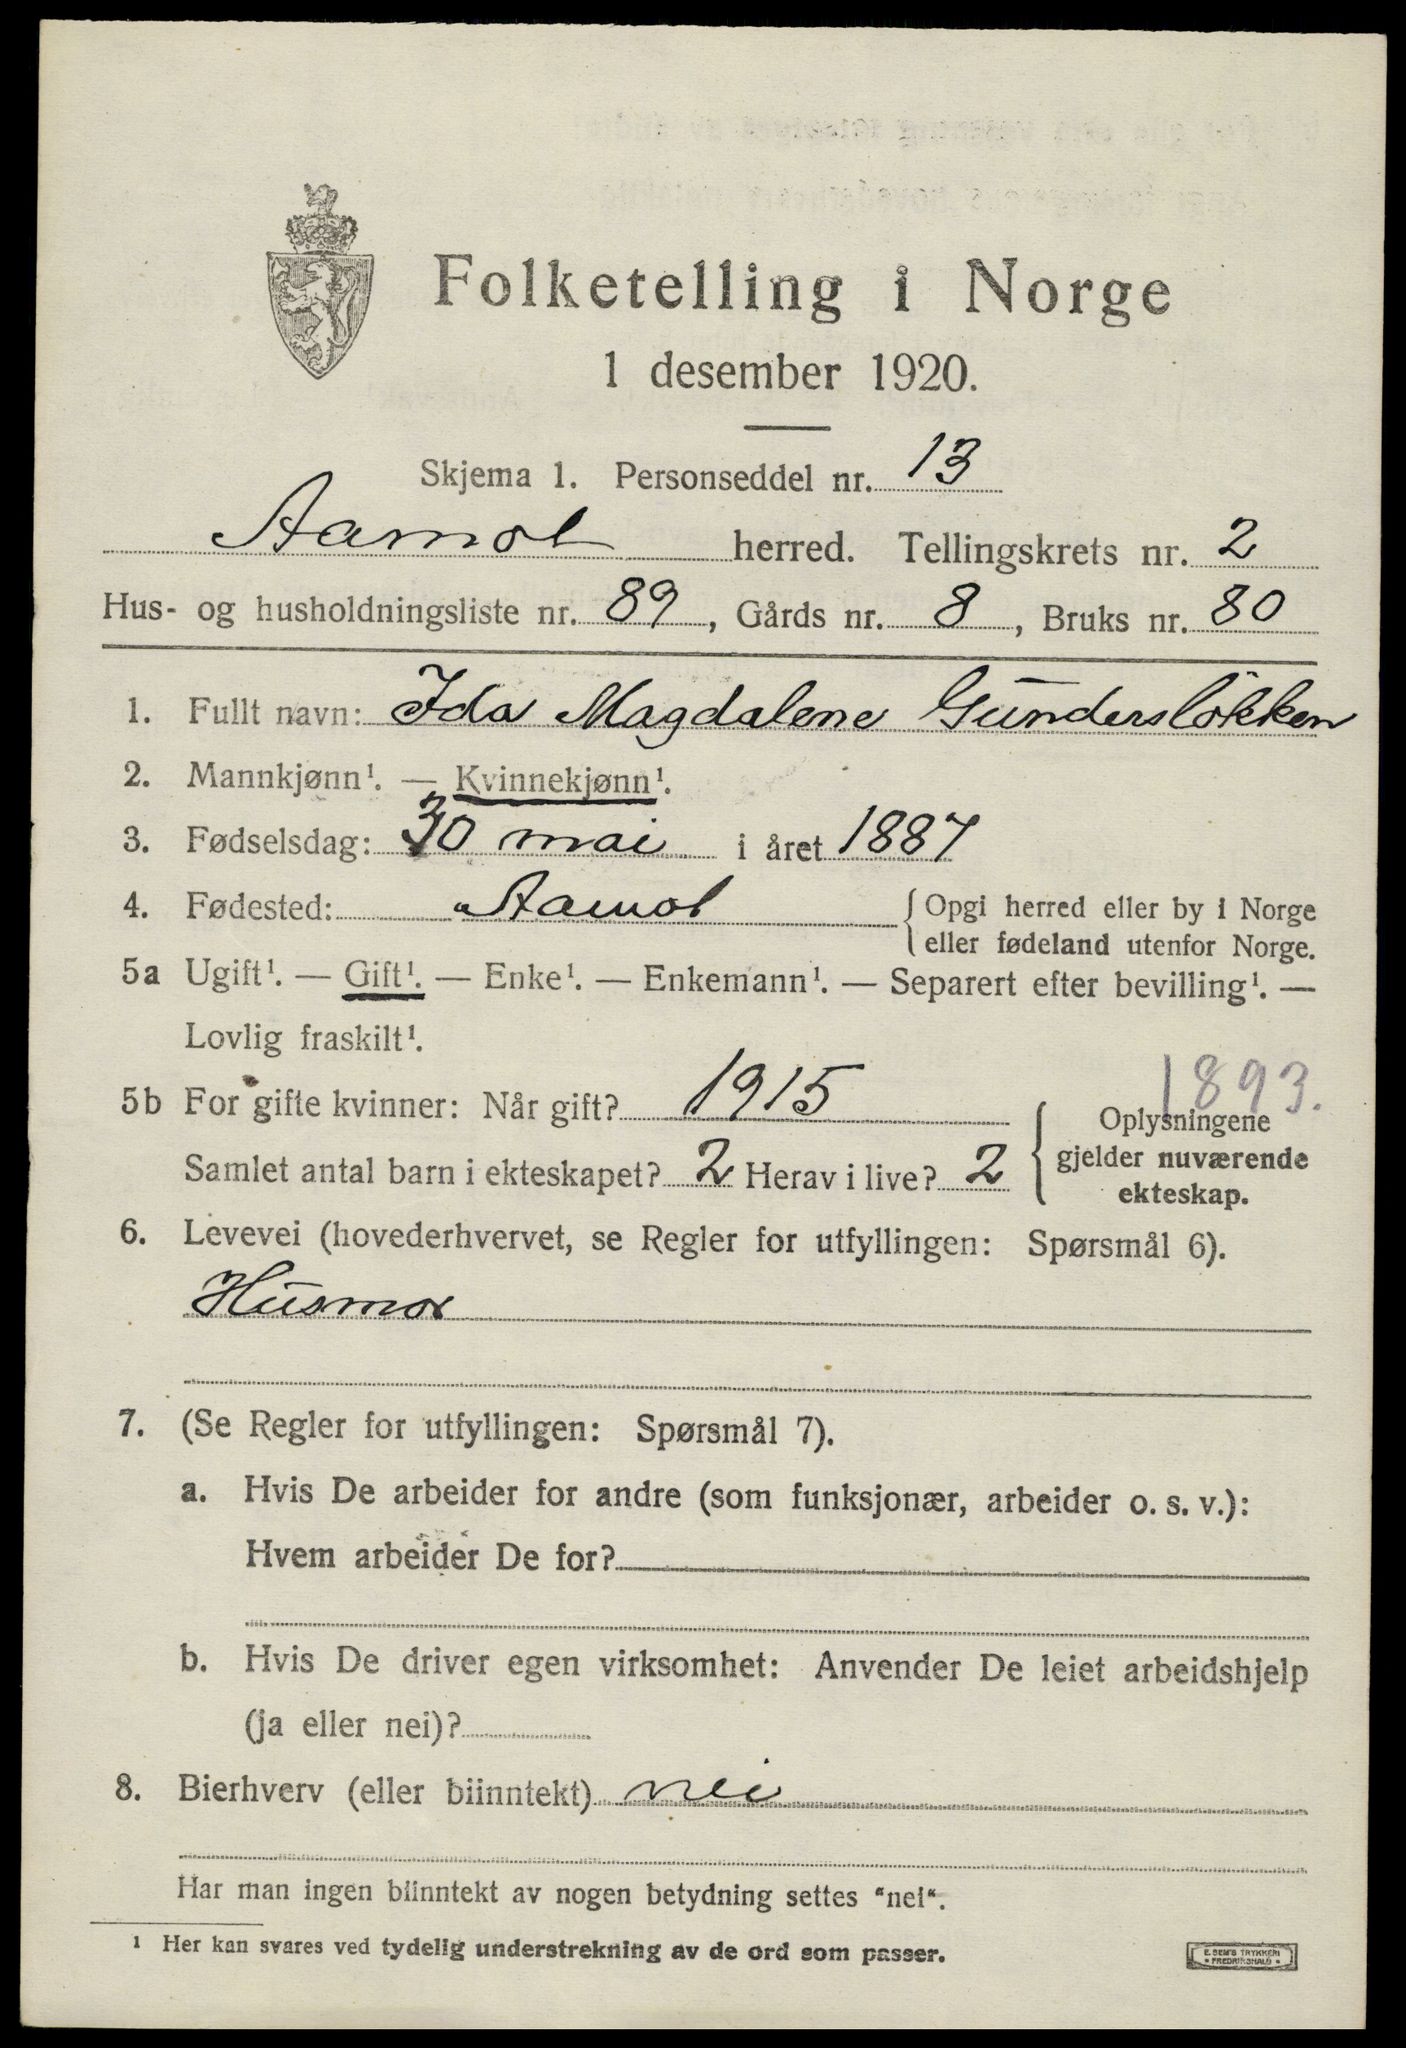 Folketelling i Norge
1 desember 1920.
Skjema 1. Personseddel nr. 13
Aamot herred. Tellingskrets nr. 2
Hus- og husholdningsliste nr. 89, Gårds nr. 8, Bruks nr. 80
1. Fullt navn: Ida Magdalene Gundersløkken
2. Mannkjønn¹. — Kvinnekjønn¹.
3. Fødselsdag: 30 mai i året 1887
4. Fødested: Aamot { Opgi herred eller by i Norge
eller fødeland utenfor Norge.
5a Ugift¹. — Gift¹. — Enke¹. — Enkemann¹. — Separert efter bevilling¹. —
Lovlig fraskilt¹.
1893.
5b For gifte kvinner: Når gift? 1915
Samlet antal barn i ekteskapet? 2 Herav i live? 2
{ Oplysningene
gjelder nuværende
ekteskap.
6. Levevei (hovederhvervet, se Regler for utfyllingen: Spørsmål 6).
Husmor
7. (Se Regler for utfyllingen: Spørsmål 7).
a. Hvis De arbeider for andre (som funksjonær, arbeider o. s. v.):
Hvem arbeider De for?
b. Hvis De driver egen virksomhet: Anvender De leiet arbeidshjelp
(ja eller nei)?
8. Bierhverv (eller biinntekt) nei
Har man ingen biinntekt av nogen betydning settes "nei".
¹ Her kan svares ved tydelig understrekning av de ord som passer.
E. SEM'S TRYKKERI
• FREDRIKSHALD •